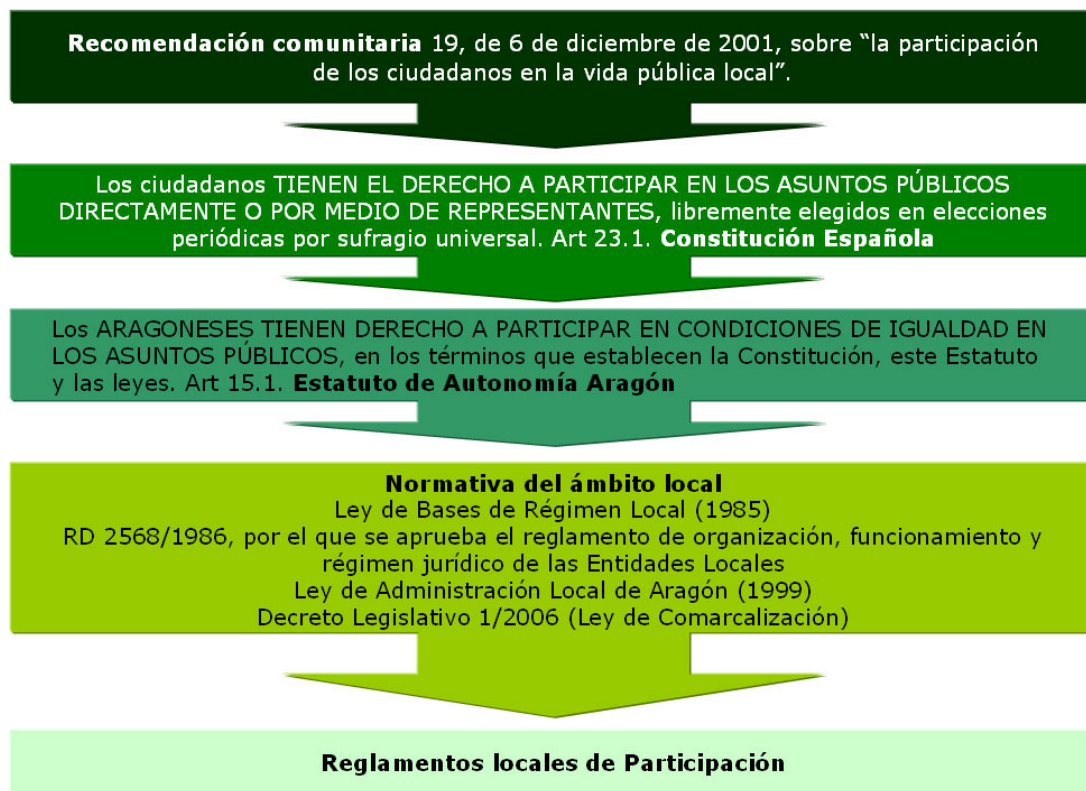 Recomendación comunitaria 19, de 6 de diciembre de 2001, sobre “la participación
de los ciudadanos en la vida pública local”.
Los ciudadanos TIENEN EL DERECHO A PARTICIPAR EN LOS ASUNTOS PÚBLICOS
DIRECTAMENTE O POR MEDIO DE REPRESENTANTES, libremente elegidos en elecciones
periódicas por sufragio universal. Art 23.1. Constitución Española
Los ARAGONESES TIENEN DERECHO A PARTICIPAR EN CONDICIONES DE IGUALDAD EN
LOS ASUNTOS PÚBLICOS, en los términos que establecen la Constitución, este Estatuto
y las leyes. Art 15.1. Estatuto de Autonomía Aragón
Normativa del ámbito local
Ley de Bases de Régimen Local (1985)
RD 2568/1986, por el que se aprueba el reglamento de organización, funcionamiento y
régimen jurídico de las Entidades Locales
Ley de Administración Local de Aragón (1999)
Decreto Legislativo 1/2006 (Ley de Comarcalización)
Reglamentos locales de Participación